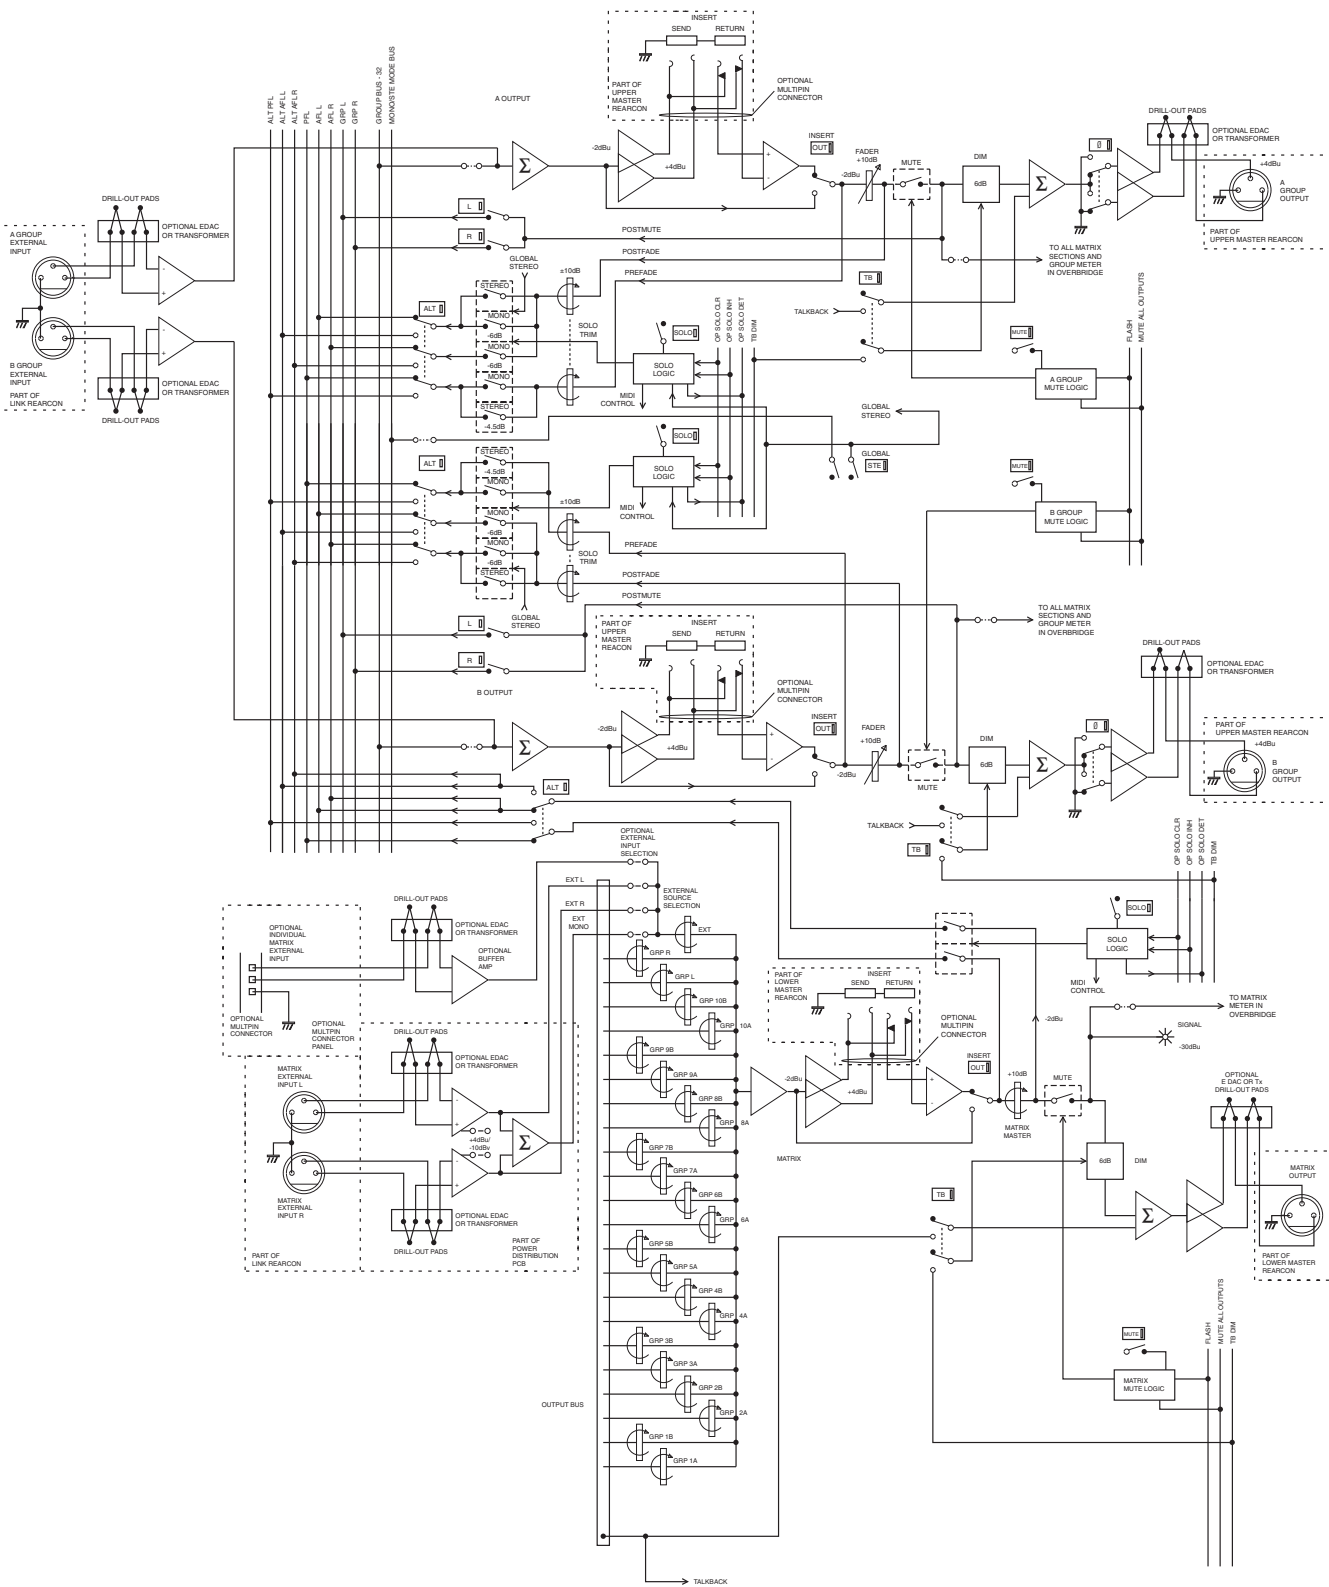 INSERT
SEND
RETURN
PART OF
UPPER
MASTER
REARCON
OPTIONAL
MULTIPIN
CONNECTOR
ALT PFL
ALT AFL L
ALT AFL R
PFL
AFL L
AFL R
GRP L
GRP R
GROUP BUS - 32
MONO/STE MODE BUS
A OUTPUT
Σ
-2dBu
+4dBu
+
-
INSERT
OUT
-2dBu
FADER
+10dB
MUTE
DIM
6dB
Σ
Ø
DRILL-OUT PADS
OPTIONAL EDAC
OR TRANSFORMER
+4dBu
A
GROUP
OUTPUT
PART OF
UPPER MASTER REARCON
DRILL-OUT PADS
OPTIONAL EDAC
OR TRANSFORMER
A GROUP
EXTERNAL
INPUT
-
+
B GROUP
EXTERNAL
INPUT
PART OF
LINK REARCON
-
+
OPTIONAL EDAC
OR TRANSFORMER
DRILL-OUT PADS
L
R
GLOBAL
STEREO
POSTMUTE
POSTFADE
PREFADE
±10dB
ALT
STEREO
MONO
-6dB
MONO
-6dB
MONO
STEREO
-4.5dB
SOLO
TRIM
SOLO
SOLO
LOGIC
MIDI
CONTROL
OP SOLO CLR
OP SOLO INH
OP SOLO DET
TB DIM
TB
TALKBACK
TO ALL MATRIX
SECTIONS AND
GROUP METER
IN OVERBRIDGE
FLASH
MUTE ALL OUTPUTS
MUTE
A GROUP
MUTE LOGIC
GLOBAL
STEREO
GLOBAL
STE
MUTE
B GROUP
MUTE LOGIC
SOLO
SOLO
LOGIC
MIDI
CONTROL
ALT
STEREO
-4.5dB
MONO
MONO
-6dB
MONO
-6dB
STEREO
±10dB
SOLO
TRIM
PREFADE
POSTFADE
POSTMUTE
GLOBAL
STEREO
L
R
B OUTPUT
PART OF
UPPER
MASTER
REACON
INSERT
SEND
RETURN
OPTIONAL
MULTIPIN
CONNECTOR
Σ
-2dBu
+4dBu
+
-
INSERT
OUT
-2dBu
FADER
+10dB
MUTE
DIM
6dB
Σ
Ø
TO ALL MATRIX
SECTIONS AND
GROUP METER
IN OVERBRIDGE
DRILL-OUT PADS
OPTIONAL EDAC
OR TRANSFORMER
PART OF
UPPER MASTER REARCON
+4dBu
B
GROUP
OUTPUT
TALKBACK
TB
OP SOLO CLR
OP SOLO INH
OP SOLO DET
TB DIM
ALT
OPTIONAL
EXTERNAL
INPUT
SELECTION
EXT L
EXT R
EXT
MONO
EXTERNAL
SOURCE
SELECTION
EXT
OPTIONAL
INDIVIDUAL
MATRIX
EXTERNAL
INPUT
OPTIONAL
MULTPIN
CONNECTOR
OPTIONAL
MULTPIN
CONNECTOR
PANEL
DRILL-OUT PADS
OPTIONAL EDAC
OR TRANSFORMER
OPTIONAL
BUFFER
AMP
DRILL-OUT PADS
OPTIONAL EDAC
OR TRANSFORMER
MATRIX
EXTERNAL
INPUT L
-
+
+4dBu/
-10dBv
Σ
-
+
MATRIX
EXTERNAL
INPUT R
OPTIONAL EDAC
OR TRANSFORMER
DRILL-OUT PADS
PART OF
LINK REARCON
PART OF
POWER
DISTRIBUTION
PCB
GRP R
GRP L
GRP 10B
GRP 10A
GRP 9B
GRP 9A
GRP 8B
GRP 8A
GRP 7B
GRP 7A
GRP 6B
GRP 6A
GRP 5B
GRP 5A
GRP 4B
GRP 4A
GRP 3B
GRP 3A
GRP 2B
GRP 2A
GRP 1B
GRP 1A
OUTPUT BUS
TALKBACK
PART OF
LOWER
MASTER
REARCON
INSERT
SEND
RETURN
OPTIONAL
MULTIPIN
CONNECTOR
-2dBu
+4dBu
MATRIX
+
-
INSERT
OUT
+10dB
MATRIX
MASTER
-2dBu
MUTE
SOLO
SOLO
LOGIC
MIDI
CONTROL
TO MATRIX
METER IN
OVERBRIDGE
SIGNAL
-30dBu
6dB
DIM
TB
Σ
OPTIONAL
E DAC OR Tx
DRILL-OUT PADS
MATRIX
OUTPUT
PART OF
LOWER MASTER
REARCON
FLASH
MUTE ALL OUTPUTS
TB DIM
MUTE
MATRIX
MUTE LOGIC